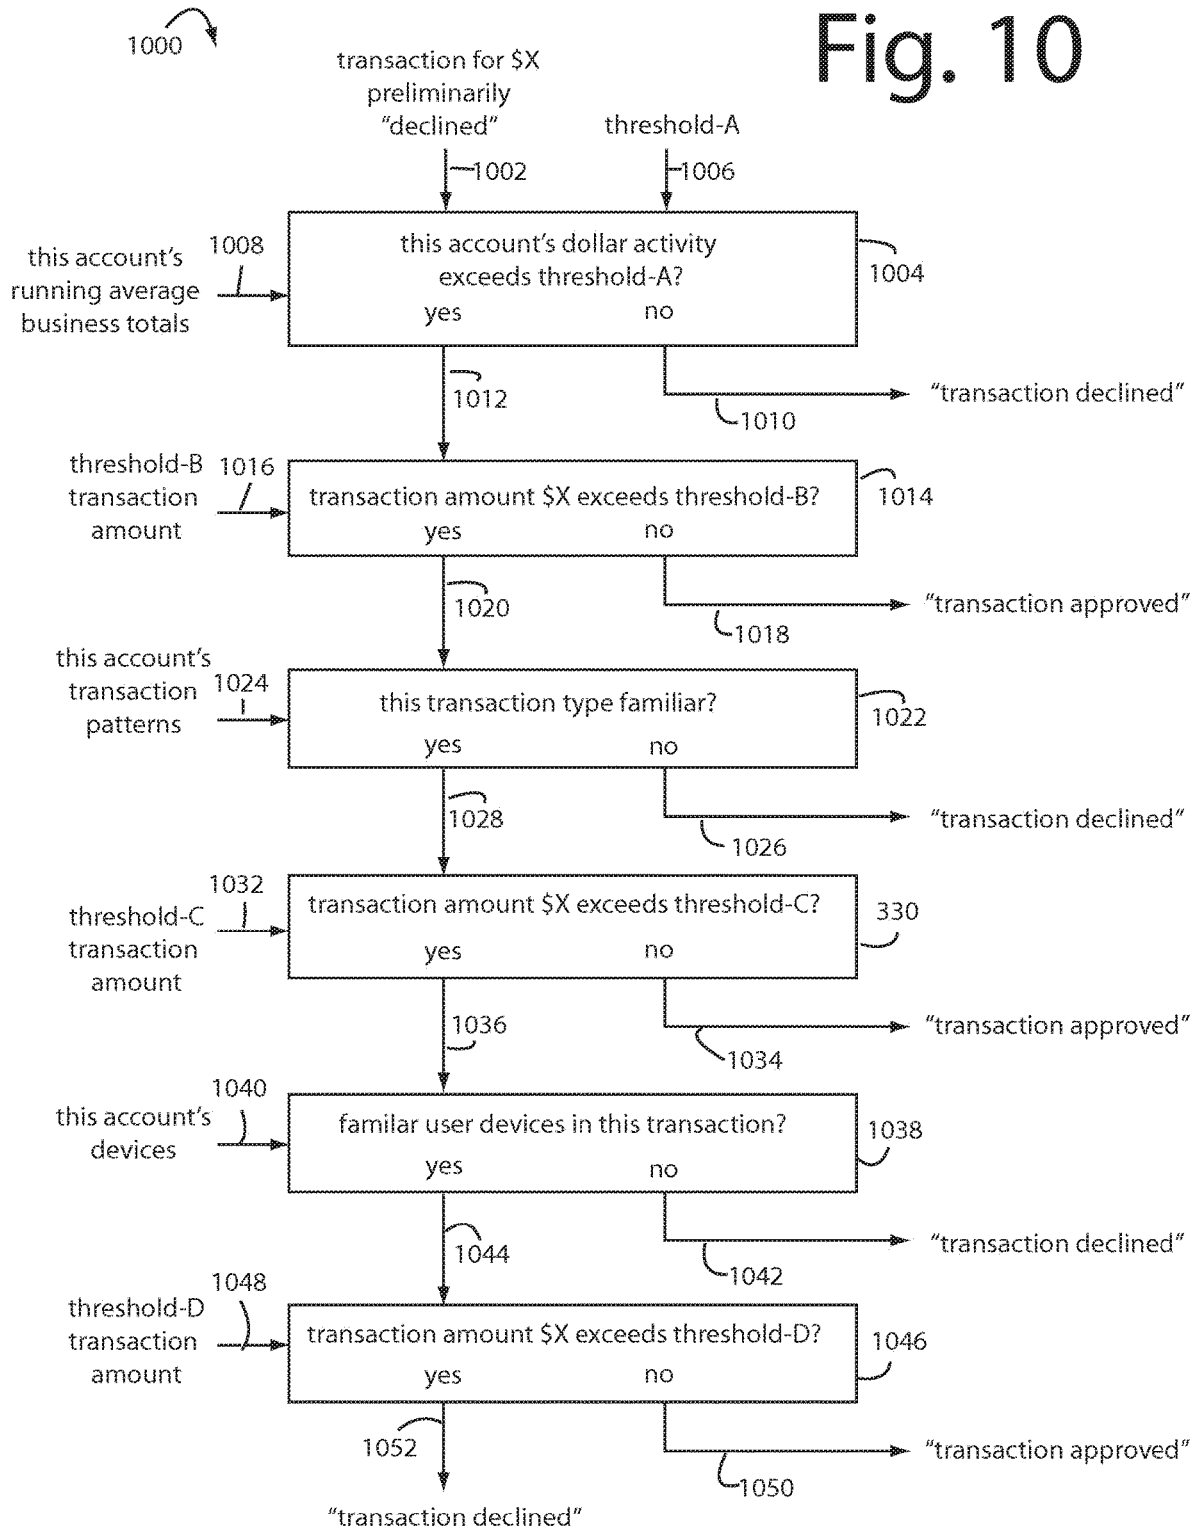 1000
Fig. 10
transaction for $X
preliminarily
“declined”
threshold-A
1002
1006
this account’s dollar activity
exceeds threshold-A?
yes no
1004
1008
this account’s
running average
business totals
1012
1010
“transaction declined”
threshold-B
transaction
amount
1016
transaction amount $X exceeds threshold-B?
yes no
1014
1020
1018
“transaction approved”
this account’s
transaction
patterns
1024
this transaction type familiar?
yes no
1022
1028
1026
“transaction declined”
1032
threshold-C
transaction
amount
transaction amount $X exceeds threshold-C?
yes no
330
1036
1034
“transaction approved”
1040
this account’s
devices
familar user devices in this transaction?
yes no
1038
1044
1042
“transaction declined”
1048
threshold-D
transaction
amount
transaction amount $X exceeds threshold-D?
yes no
1046
1052
1050
“transaction approved”
“transaction declined”